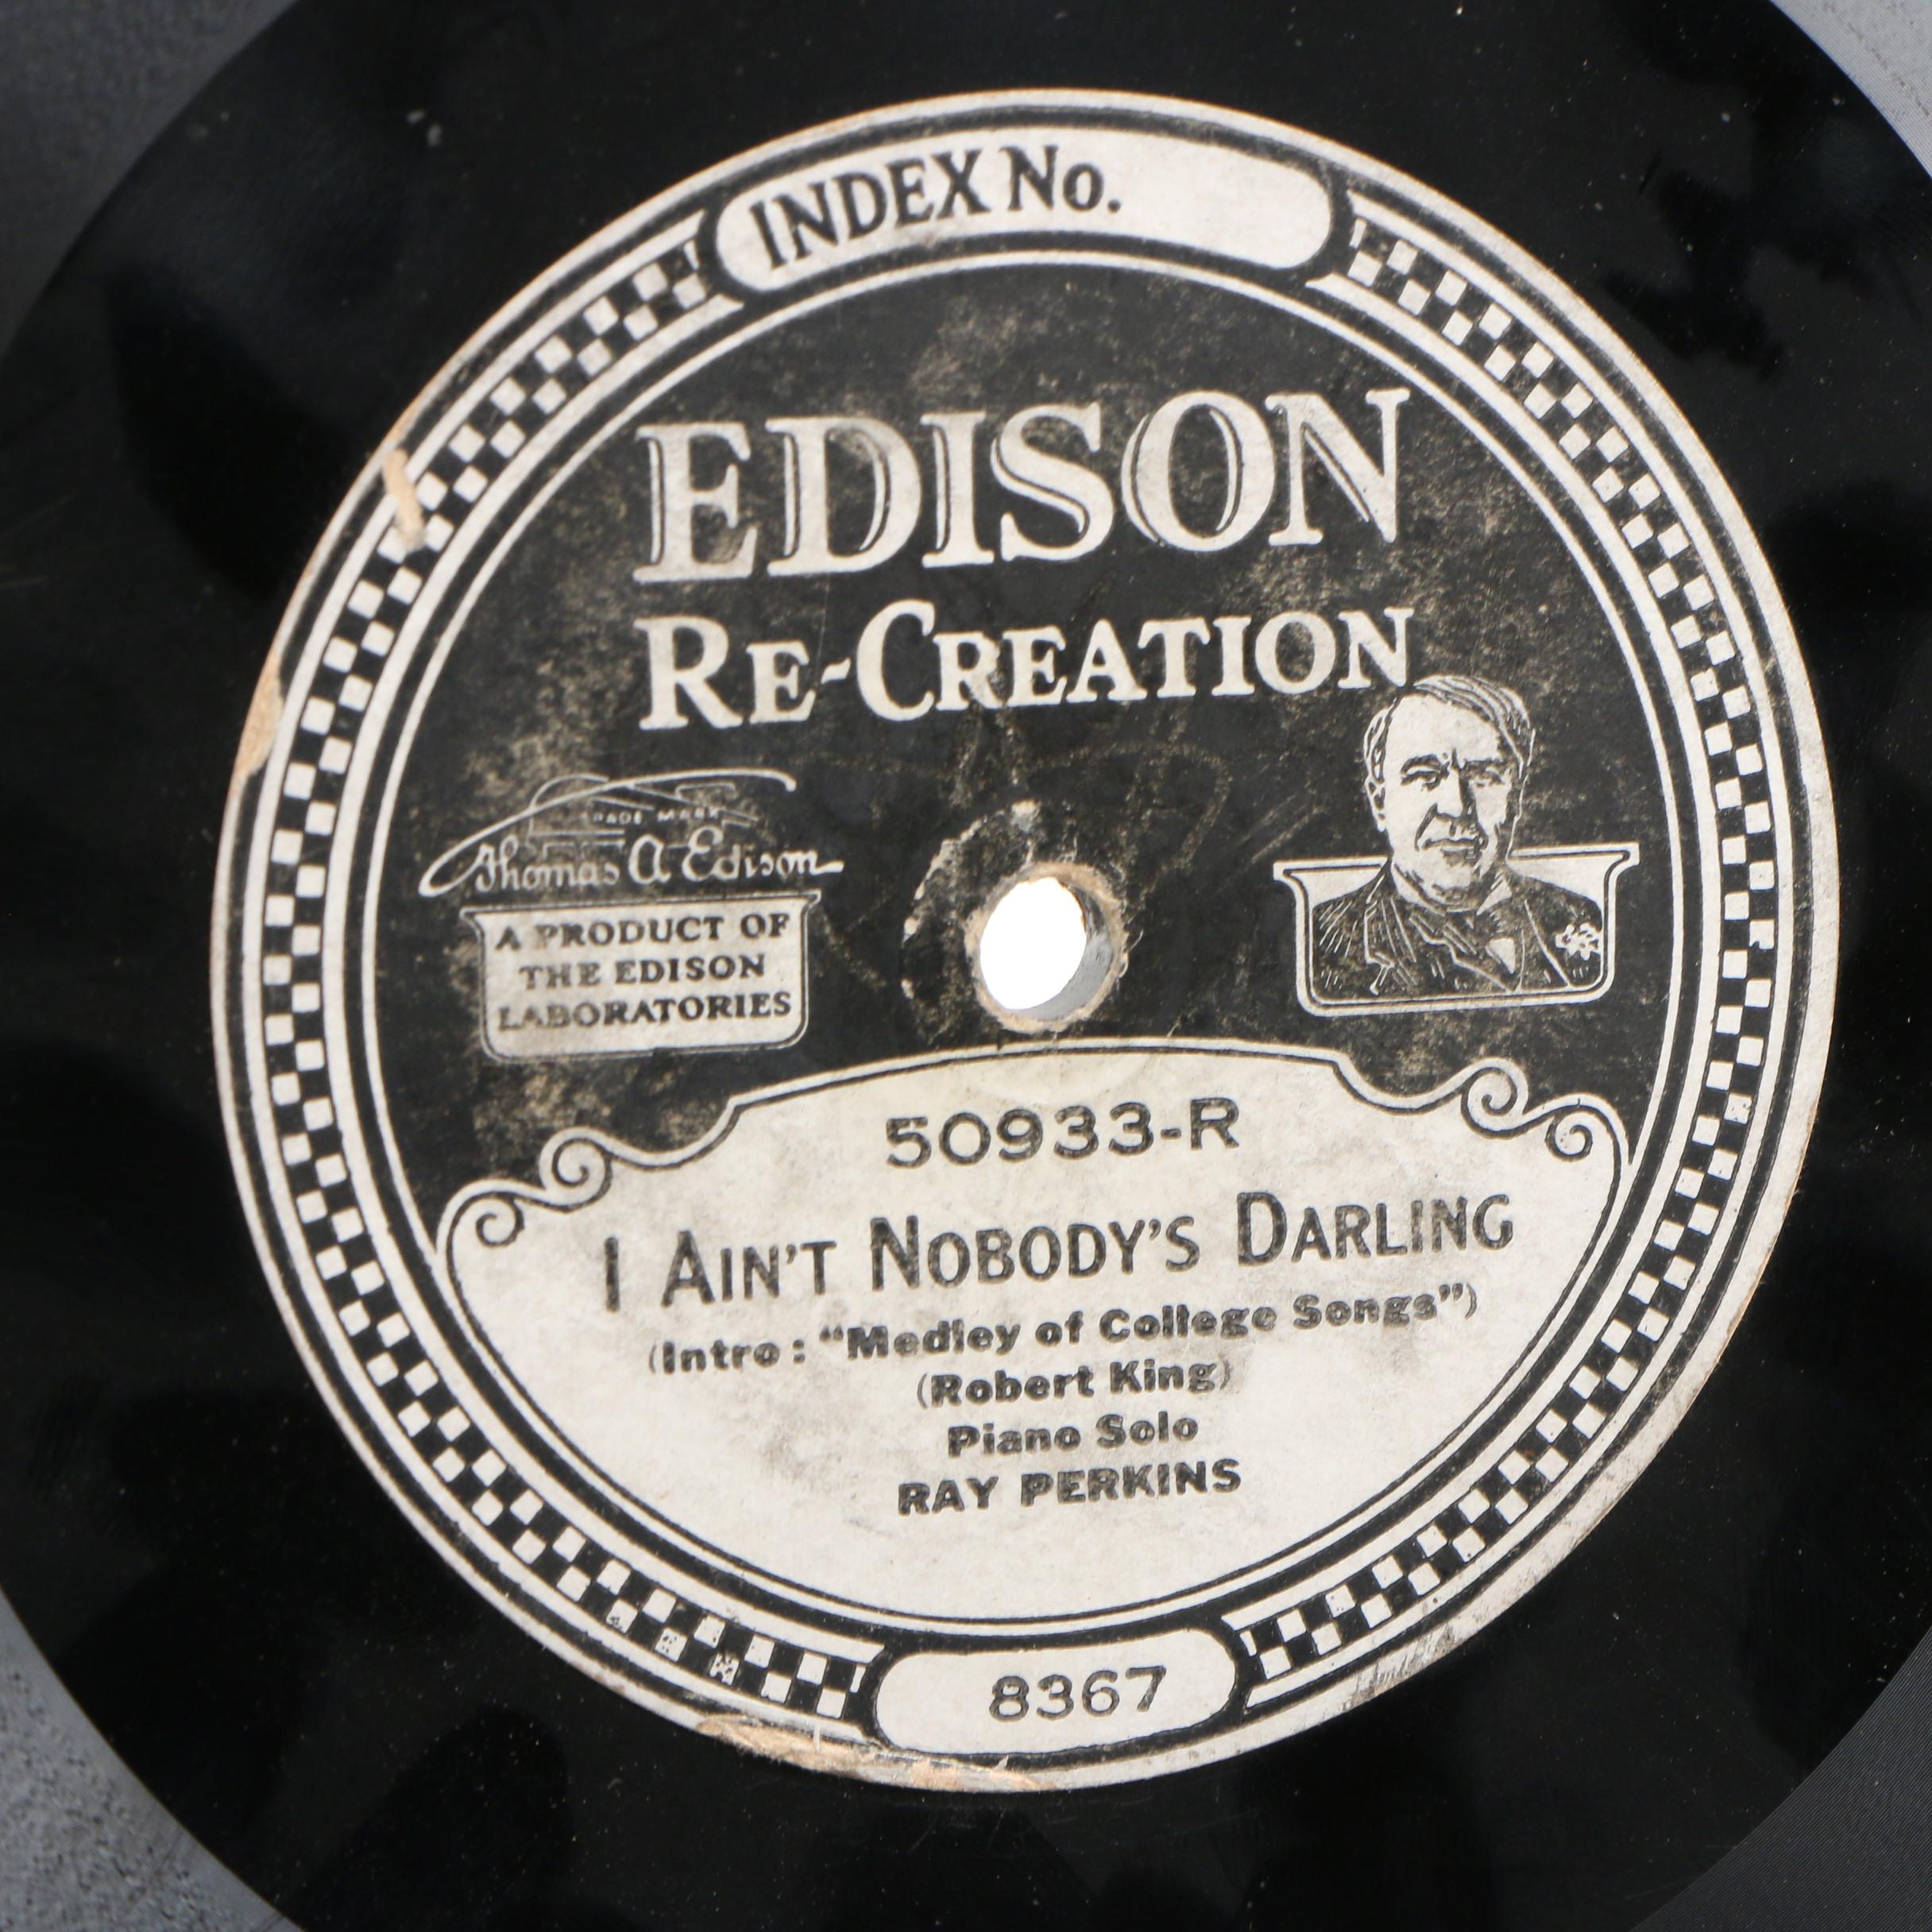 INDEX No.
EDISON
RE-CREATION
TRADE MARK
Thomas A Edison
A PRODUCT OF
THE EDISON
LABORATORIES
50933-R
I AIN'T NOBODY'S DARLING
(Intro: "Medley of College Songs")
(Robert King)
Piano Solo
RAY PERKINS
8367